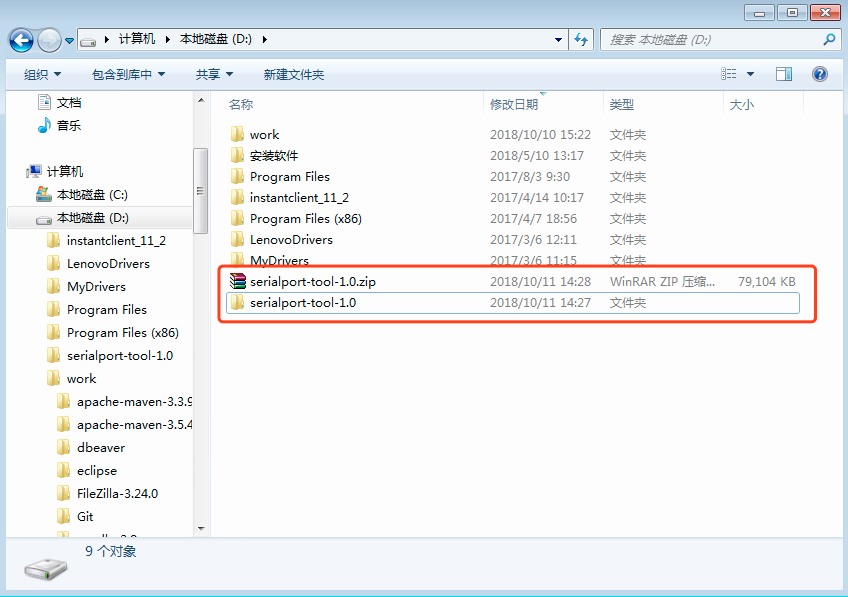 计算机 本地磁盘 (D:)
搜索 本地磁盘 (D:)
组织 包含到库中 共享 新建文件夹
文档
音乐
计算机
本地磁盘 (C:)
本地磁盘 (D:)
instantclient_11_2
LenovoDrivers
MyDrivers
Program Files
Program Files (x86)
serialport-tool-1.0
work
apache-maven-3.3.9
apache-maven-3.5.4
dbeaver
eclipse
FileZilla-3.24.0
Git
名称 修改日期 类型 大小
work 2018/10/10 15:22 文件夹
安装软件 2018/5/10 13:17 文件夹
Program Files 2017/8/3 9:30 文件夹
instantclient_11_2 2017/4/14 10:17 文件夹
Program Files (x86) 2017/4/7 18:56 文件夹
LenovoDrivers 2017/3/6 12:11 文件夹
MyDrivers 2017/3/6 11:15 文件夹
serialport-tool-1.0.zip 2018/10/11 14:28 WinRAR ZIP 压缩... 79,104 KB
serialport-tool-1.0 2018/10/11 14:27 文件夹
9 个对象